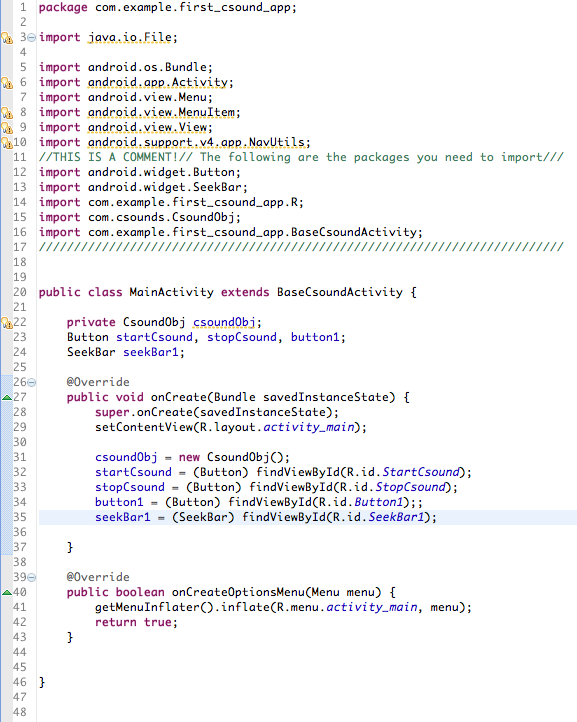 1 package com.example.first_csound_app;
2
3 import java.io.File;
4
5 import android.os.Bundle;
6 import android.app.Activity;
7 import android.view.Menu;
8 import android.view.MenuItem;
9 import android.view.View;
10 import android.support.v4.app.NavUtils;
11 //THIS IS A COMMENT!// The following are the packages you need to import///
12 import android.widget.Button;
13 import android.widget.SeekBar;
14 import com.example.first_csound_app.R;
15 import com.csounds.CsoundObj;
16 import com.example.first_csound_app.BaseCsoundActivity;
17 ///////////////////////////////////////////////////////////////////////////
18
19
20 public class MainActivity extends BaseCsoundActivity {
21
22     private CsoundObj csoundObj;
23     Button startCsound, stopCsound, button1;
24     SeekBar seekBar1;
25
26     @Override
27     public void onCreate(Bundle savedInstanceState) {
28         super.onCreate(savedInstanceState);
29         setContentView(R.layout.activity_main);
30
31         csoundObj = new CsoundObj();
32         startCsound = (Button) findViewById(R.id.StartCsound);
33         stopCsound = (Button) findViewById(R.id.StopCsound);
34         button1 = (Button) findViewById(R.id.Button1);;
35         seekBar1 = (SeekBar) findViewById(R.id.SeekBar1);
36
37     }
38
39     @Override
40     public boolean onCreateOptionsMenu(Menu menu) {
41         getMenuInflater().inflate(R.menu.activity_main, menu);
42         return true;
43     }
44
45
46 }
47
48